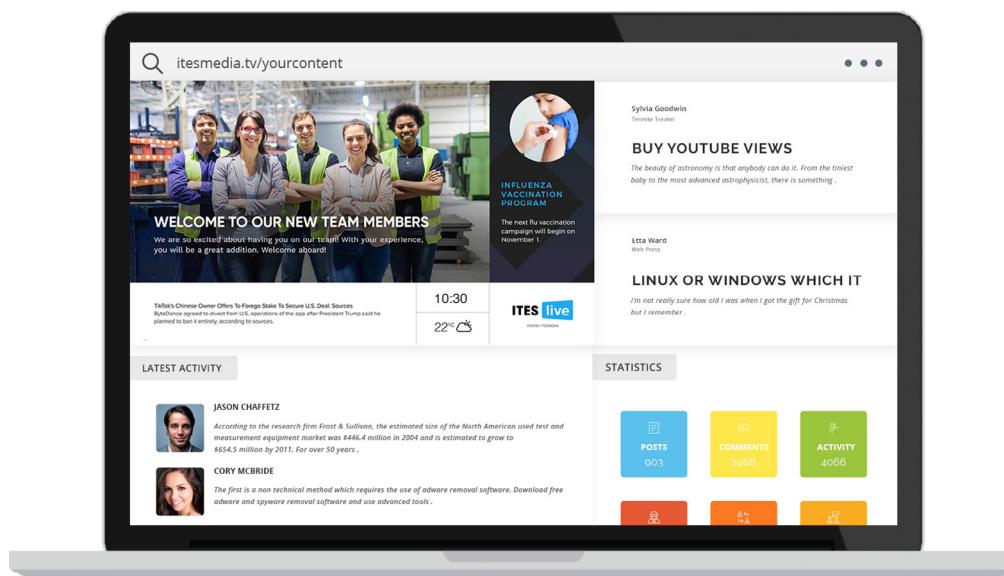 itesmedia.tv/yourcontent
WELCOME TO OUR NEW TEAM MEMBERS
We are so excited about having you on our team! With your experience,
you will be a great addition. Welcome aboard!
INFLUENZA
VACCINATION
PROGRAM
The next flu vaccination
campaign will begin on
November 1.
TikTok's Chinese Owner Offers To Forego Stake To Secure U.S. Deal: Sources
ByteDance agreed to divest from U.S. operations of the app after President Trump said he
planned to ban it entirely, according to sources.
10:30
22°C
ITES live
Sylvia Goodwin
Termite Treater
BUY YOUTUBE VIEWS
The beauty of astronomy is that anybody can do it. From the tiniest
baby to the most advanced astrophysicist, there is something .
Etta Ward
Web Press
LINUX OR WINDOWS WHICH IT
I'm not really sure how old I was when I got the gift for Christmas
but I remember .
LATEST ACTIVITY
JASON CHAFFETZ
According to the research firm Frost & Sullivan, the estimated size of the North American used test and
measurement equipment market was $446.4 million in 2004 and is estimated to grow to
$654.5 million by 2011. For over 50 years .
CORY MCBRIDE
The first is a non technical method which requires the use of adware removal software. Download free
adware and spyware removal software and use advanced tools .
STATISTICS
POSTS
903
COMMENTS
1068
ACTIVITY
4066